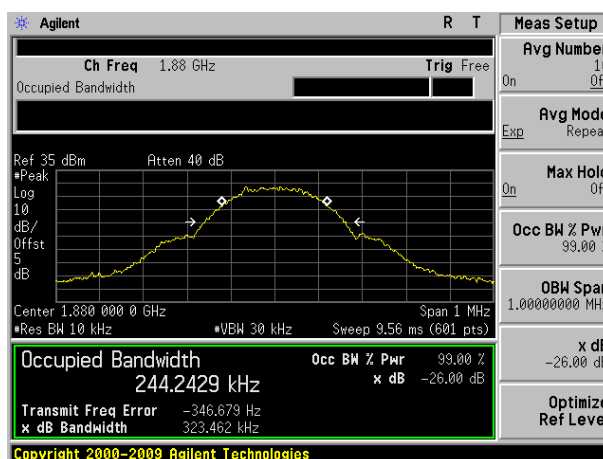 Agilent R T
Ch Freq 1.88 GHz Trig Free
Occupied Bandwidth
Ref 35 dBm Atten 40 dB
#Peak
Log
10
dB/
Offst
5
dB
Center 1.880 000 0 GHz Span 1 MHz
#Res BW 10 kHz #VBW 30 kHz Sweep 9.56 ms (601 pts)
Occupied Bandwidth Occ BW % Pwr 99.00 %
244.2429 kHz x dB -26.00 dB
Transmit Freq Error -346.679 Hz
x dB Bandwidth 323.462 kHz
Copyright 2000-2009 Agilent Technologies
Meas Setup
Avg Number
On
Avg Mode
Exp Repeat
Max Hold
On
Occ BW % Pwr
99.00
OBW Span
1.00000000 MH
x dB
-26.00 dB
Optimize
Ref Level